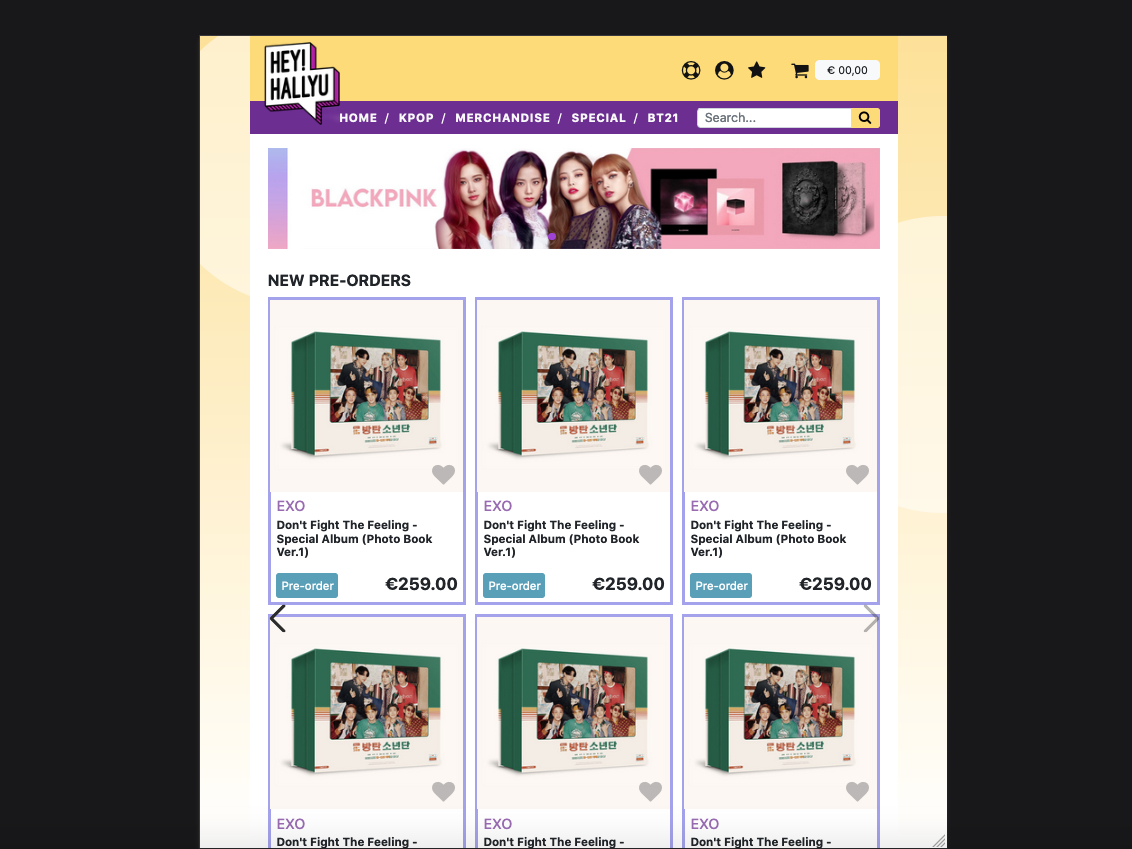 HEY!
HALLYU
€ 00,00
HOME / KPOP / MERCHANDISE / SPECIAL / BT21
Search...
BLACKPINK
NEW PRE-ORDERS
방탄소년단
방탄소년단
방탄소년단
EXO
Don't Fight The Feeling -
Special Album (Photo Book
Ver.1)
Pre-order
€259.00
EXO
Don't Fight The Feeling -
Special Album (Photo Book
Ver.1)
Pre-order
€259.00
EXO
Don't Fight The Feeling -
Special Album (Photo Book
Ver.1)
Pre-order
€259.00
방탄소년단
방탄소년단
방탄소년단
EXO
Don't Fight The Feeling -
EXO
Don't Fight The Feeling -
EXO
Don't Fight The Feeling -